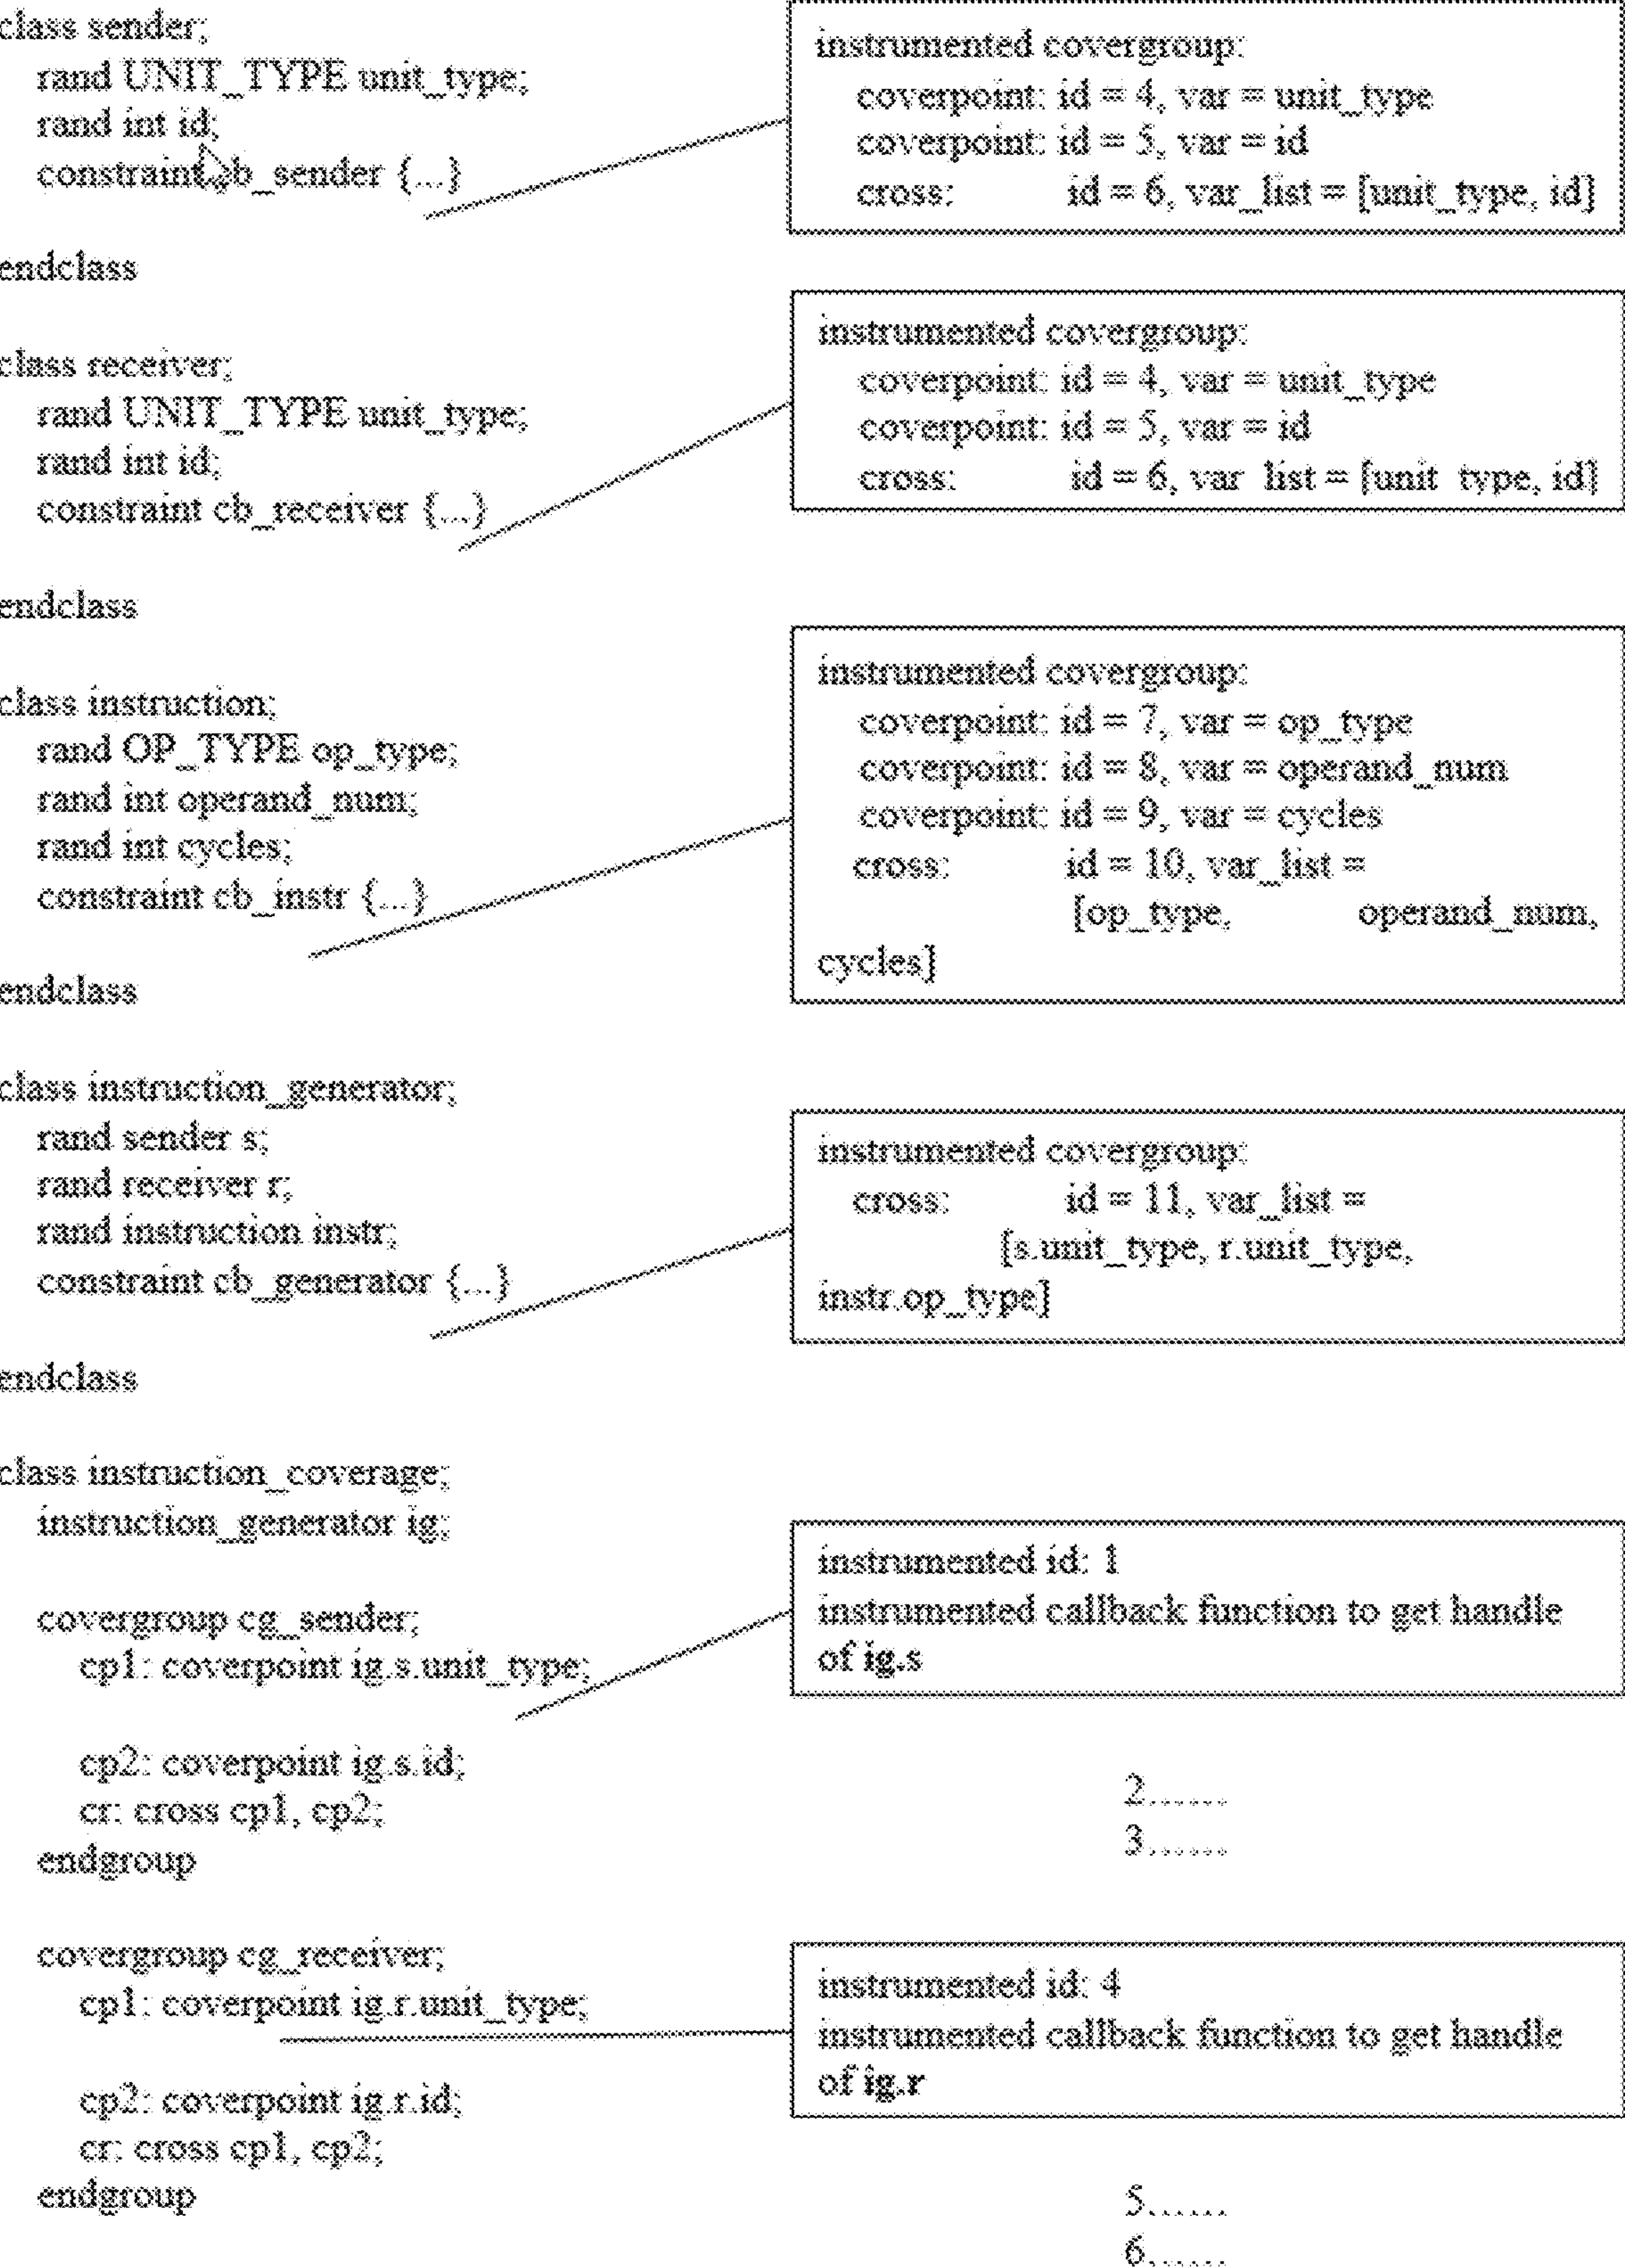 class sender;
rand UNIT_TYPE unit_type;
rand int id;
constraint cb_sender {...}
endclass
instrumented covergroup:
coverpoint: id = 4, var = unit_type
coverpoint: id = 5, var = id
cross: id = 6, var_list = [unit_type, id]
class receiver;
rand UNIT_TYPE unit_type;
rand int id;
constraint cb_receiver {...}
endclass
instrumented covergroup:
coverpoint: id = 4, var = unit_type
coverpoint: id = 5, var = id
cross: id = 6, var_list = [unit_type, id]
class instruction;
rand OP_TYPE op_type;
rand int operand_num;
rand int cycles;
constraint cb_instr {...}
endclass
instrumented covergroup:
coverpoint: id = 7, var = op_type
coverpoint: id = 8, var = operand_num
coverpoint: id = 9, var = cycles
cross: id = 10, var_list =
[op_type, operand_num,
cycles]
class instruction_generator;
rand sender s;
rand receiver r;
rand instruction instr;
constraint cb_generator {...}
endclass
instrumented covergroup:
cross: id = 11, var_list =
[s.unit_type, r.unit_type,
instr.op_type]
class instruction_coverage;
instruction_generator ig;
covergroup cg_sender;
cp1: coverpoint ig.s.unit_type;
cp2: coverpoint ig.s.id;
cr: cross cp1, cp2;
endgroup
instrumented id: 1
instrumented callback function to get handle
of ig.s
2......
3......
covergroup cg_receiver;
cp1: coverpoint ig.r.unit_type;
cp2: coverpoint ig.r.id;
cr: cross cp1, cp2;
endgroup
instrumented id: 4
instrumented callback function to get handle
of ig.r
5......
6......